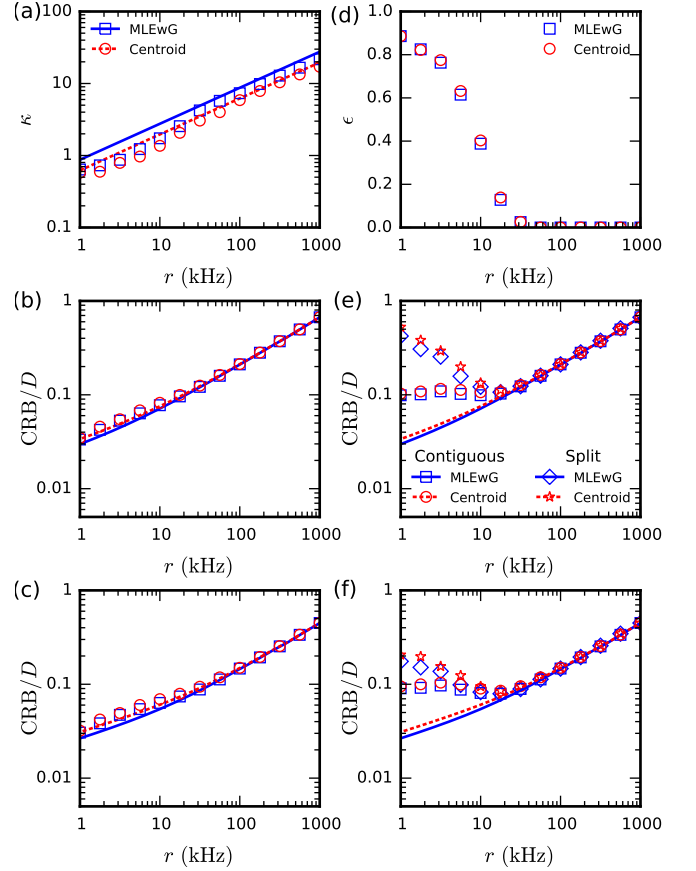 (a)
100
10
1
0.1
κ
MLEwG
Centroid
1 10 100 1000
r (kHz)
(d)
1.0
0.8
0.6
0.4
0.2
0.0
ϵ
MLEwG
Centroid
1 10 100 1000
r (kHz)
(b)
1
0.1
0.01
CRB/D
1 10 100 1000
r (kHz)
(e)
1
0.1
0.01
CRB/D
Contiguous Split
MLEwG MLEwG
Centroid Centroid
1 10 100 1000
r (kHz)
(c)
1
0.1
0.01
CRB/D
1 10 100 1000
r (kHz)
(f)
1
0.1
0.01
CRB/D
1 10 100 1000
r (kHz)